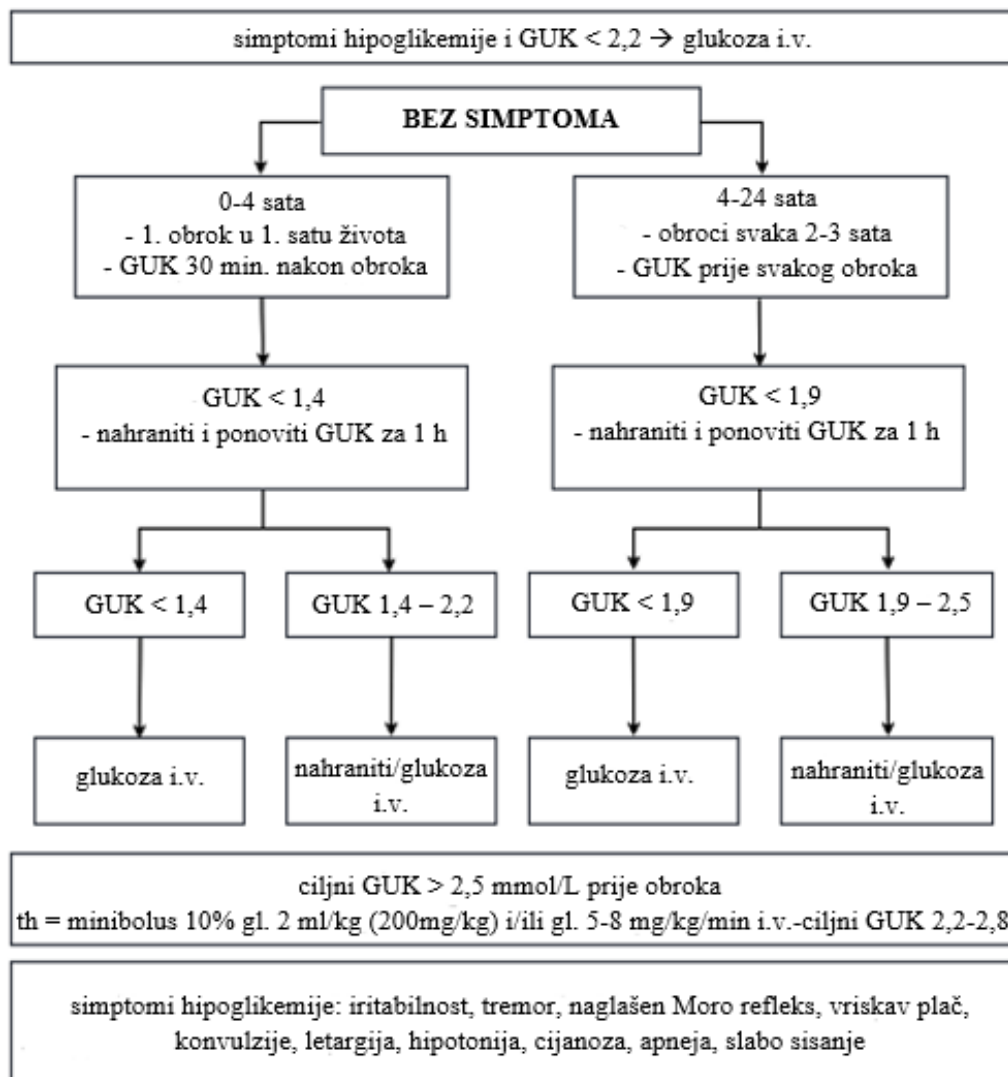 simptomi hipoglikemije i GUK < 2,2 → glukoza i.v.
BEZ SIMPTOMA
0-4 sata
- 1. obrok u 1. satu života
- GUK 30 min. nakon obroka
4-24 sata
- obroci svaka 2-3 sata
- GUK prije svakog obroka
GUK < 1,4
- nahraniti i ponoviti GUK za 1 h
GUK < 1,9
- nahraniti i ponoviti GUK za 1 h
GUK < 1,4
GUK 1,4 – 2,2
GUK < 1,9
GUK 1,9 – 2,5
glukoza i.v.
nahraniti/glukoza
i.v.
glukoza i.v.
nahraniti/glukoza
i.v.
ciljni GUK > 2,5 mmol/L prije obroka
th = minibolus 10% gl. 2 ml/kg (200mg/kg) i/ili gl. 5-8 mg/kg/min i.v.-ciljni GUK 2,2-2,8
simptomi hipoglikemije: iritabilnost, tremor, naglašen Moro refleks, vriskav plač,
konvulzije, letargija, hipotonija, cijanoza, apneja, slabo sisanje